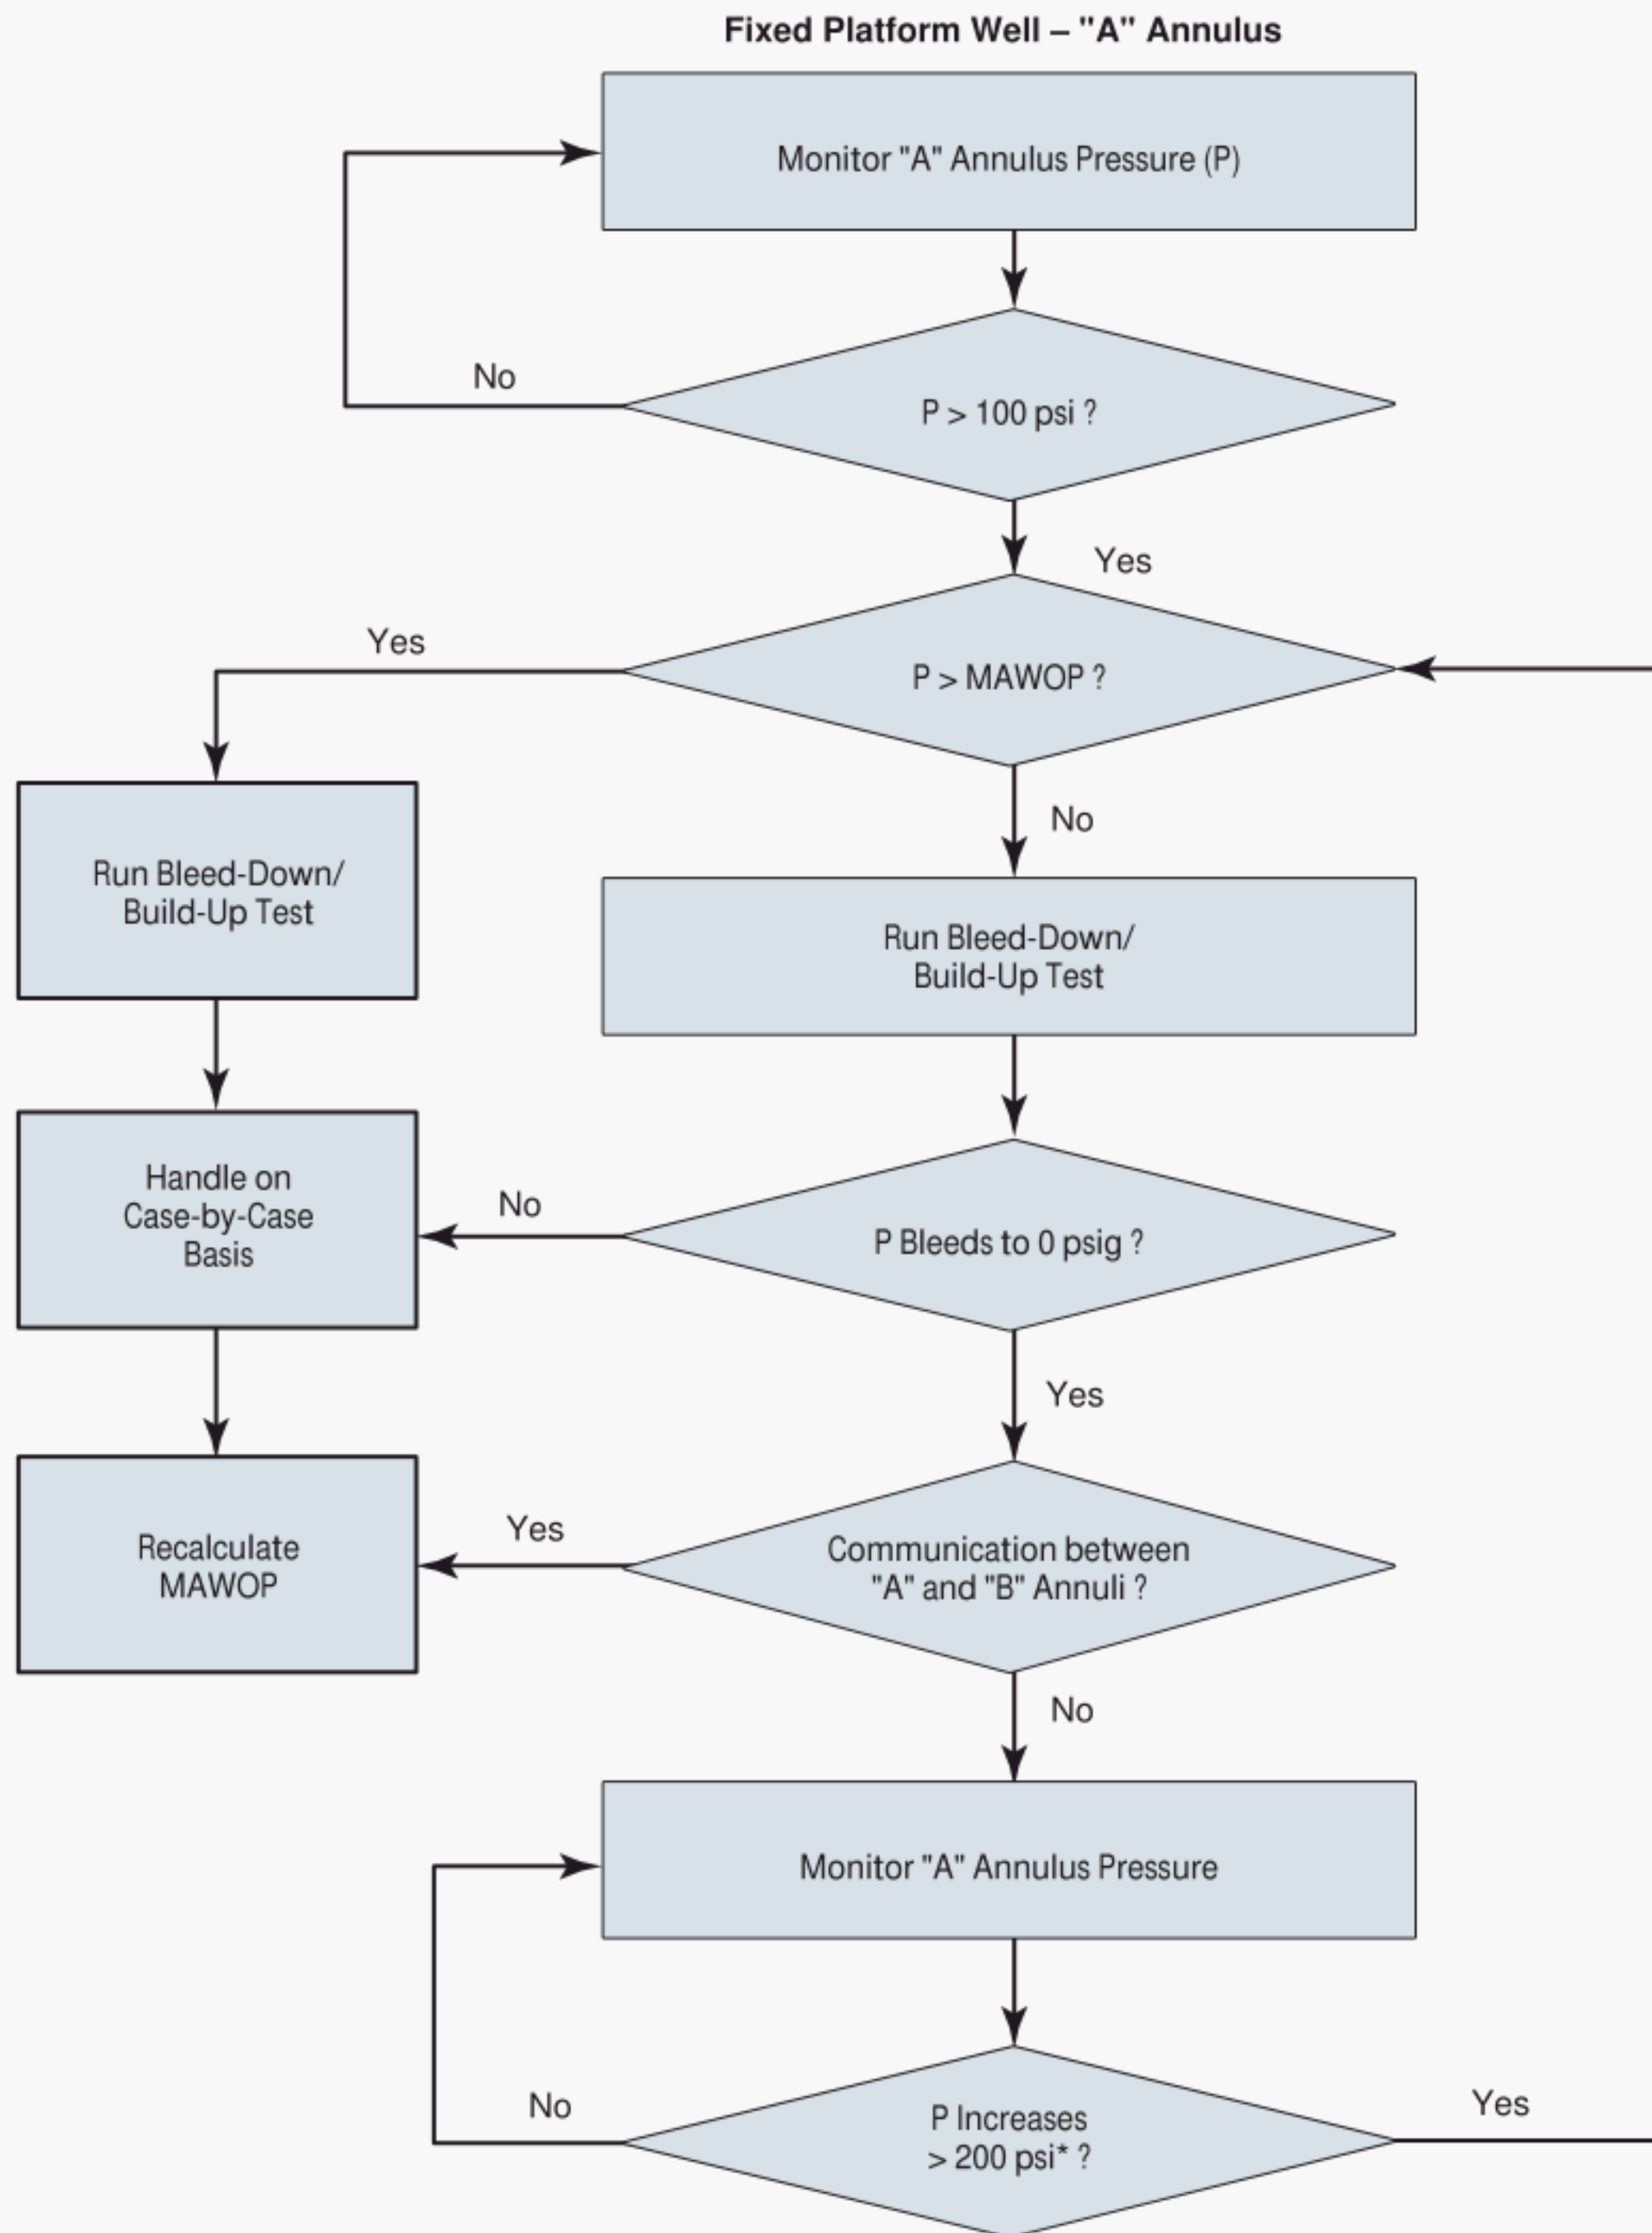 Fixed Platform Well – "A" Annulus
Monitor "A" Annulus Pressure (P)
No
P > 100 psi ?
Yes
Yes
P > MAWOP ?
No
Run Bleed-Down/
Build-Up Test
Run Bleed-Down/
Build-Up Test
Handle on
Case-by-Case
Basis
No
P Bleeds to 0 psig ?
Yes
Recalculate
MAWOP
Yes
Communication between
"A" and "B" Annuli ?
No
Monitor "A" Annulus Pressure
No
P Increases
> 200 psi* ?
Yes